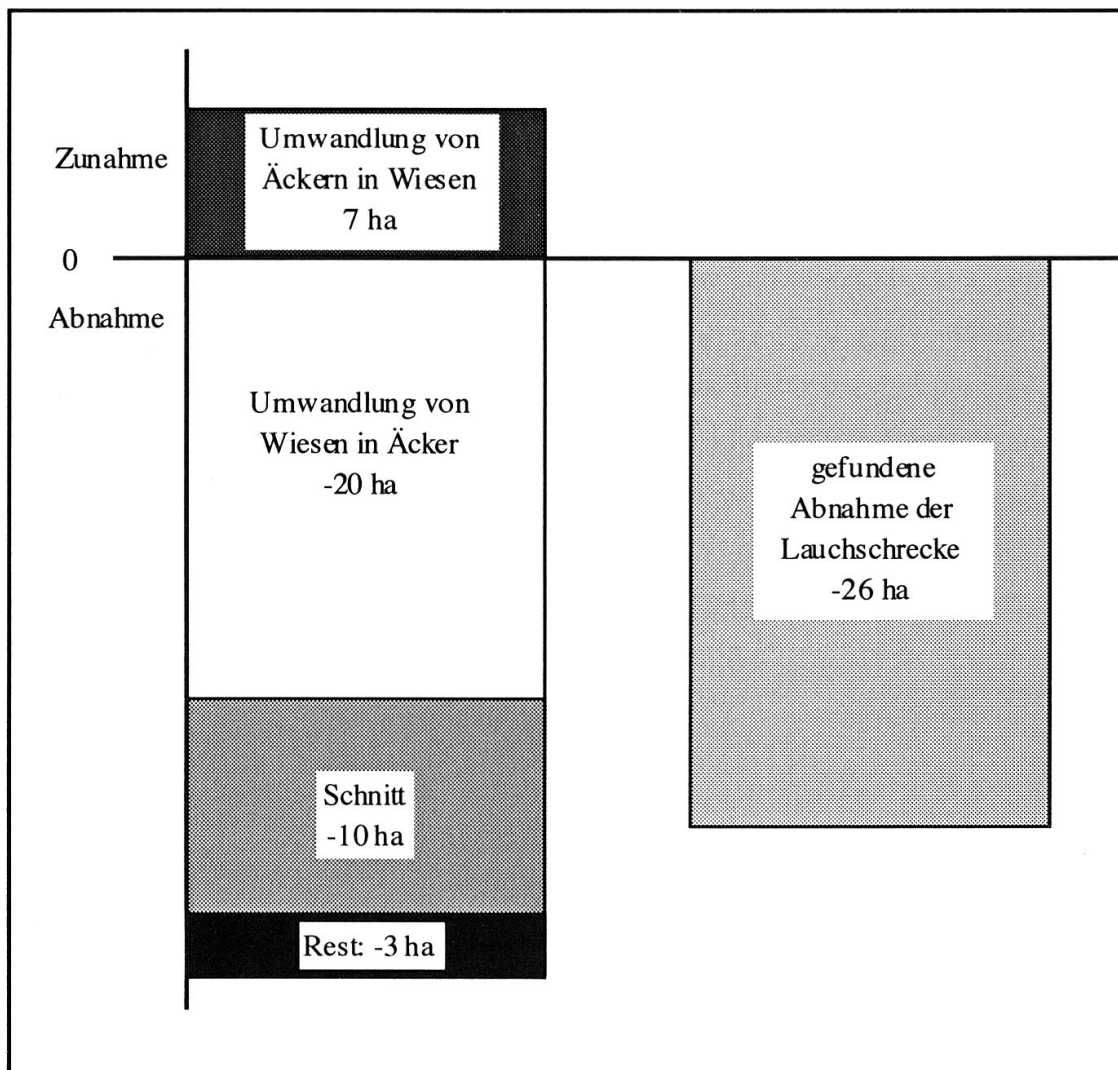 Zunahme
Umwandlung von
Äckern in Wiesen
7 ha
0
Abnahme
Umwandlung von
Wiesen in Äcker
-20 ha
gefundene
Abnahme der
Lauchschrecke
-26 ha
Schnitt
-10 ha
Rest: -3 ha